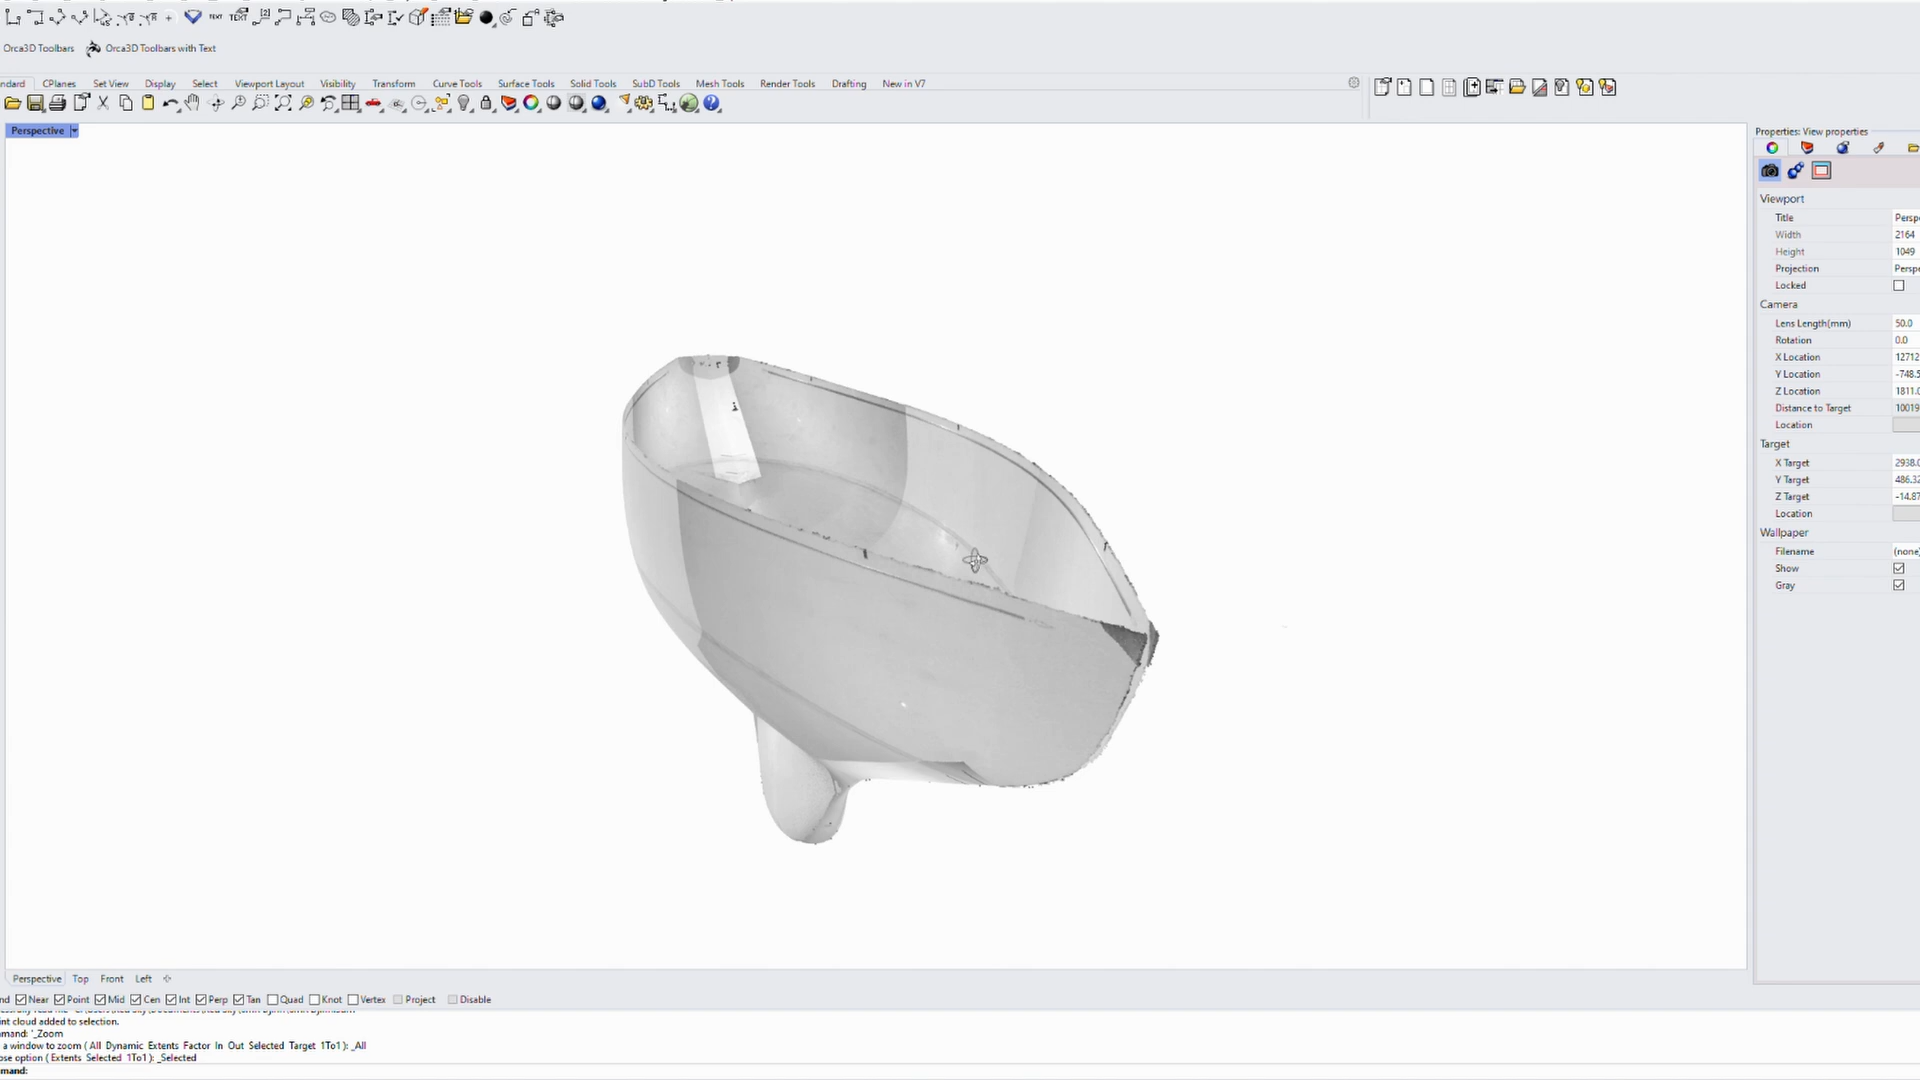 TEXT TEXT
Orca3D Toolbars Orca3D Toolbars with Text
ndard CPlanes Set View Display Select Viewport Layout Visibility Transform Curve Tools Surface Tools Solid Tools SubD Tools Mesh Tools Render Tools Drafting New in V7
Perspective
Properties: View properties
Viewport
Title Persp
Width 2164
Height 1049
Projection Persp
Locked
Camera
Lens Length(mm) 50.0
Rotation 0.0
X Location 12712
Y Location -748.5
Z Location 1811.0
Distance to Target 10019
Location
Target
X Target 2938.0
Y Target 486.32
Z Target -14.87
Location
Wallpaper
Filename (none)
Show
Gray
Perspective Top Front Left
nd Near Point Mid Cen Int Perp Tan Quad Knot Vertex Project Disable
int cloud added to selection.
mmand: '_Zoom
a window to zoom ( All Dynamic Extents Factor In Out Selected Target 1To1 ): _All
ose option ( Extents Selected 1To1 ): _Selected
mmand: